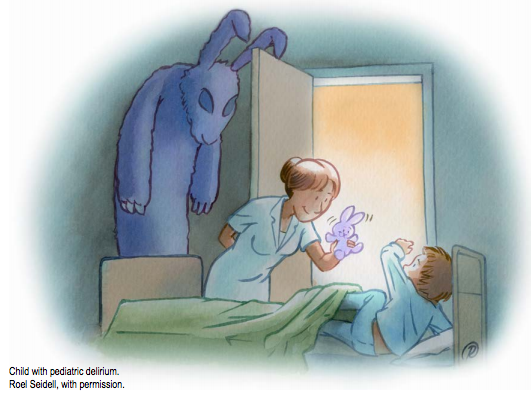 Child with pediatric delirium.
Roel Seidell, with permission.